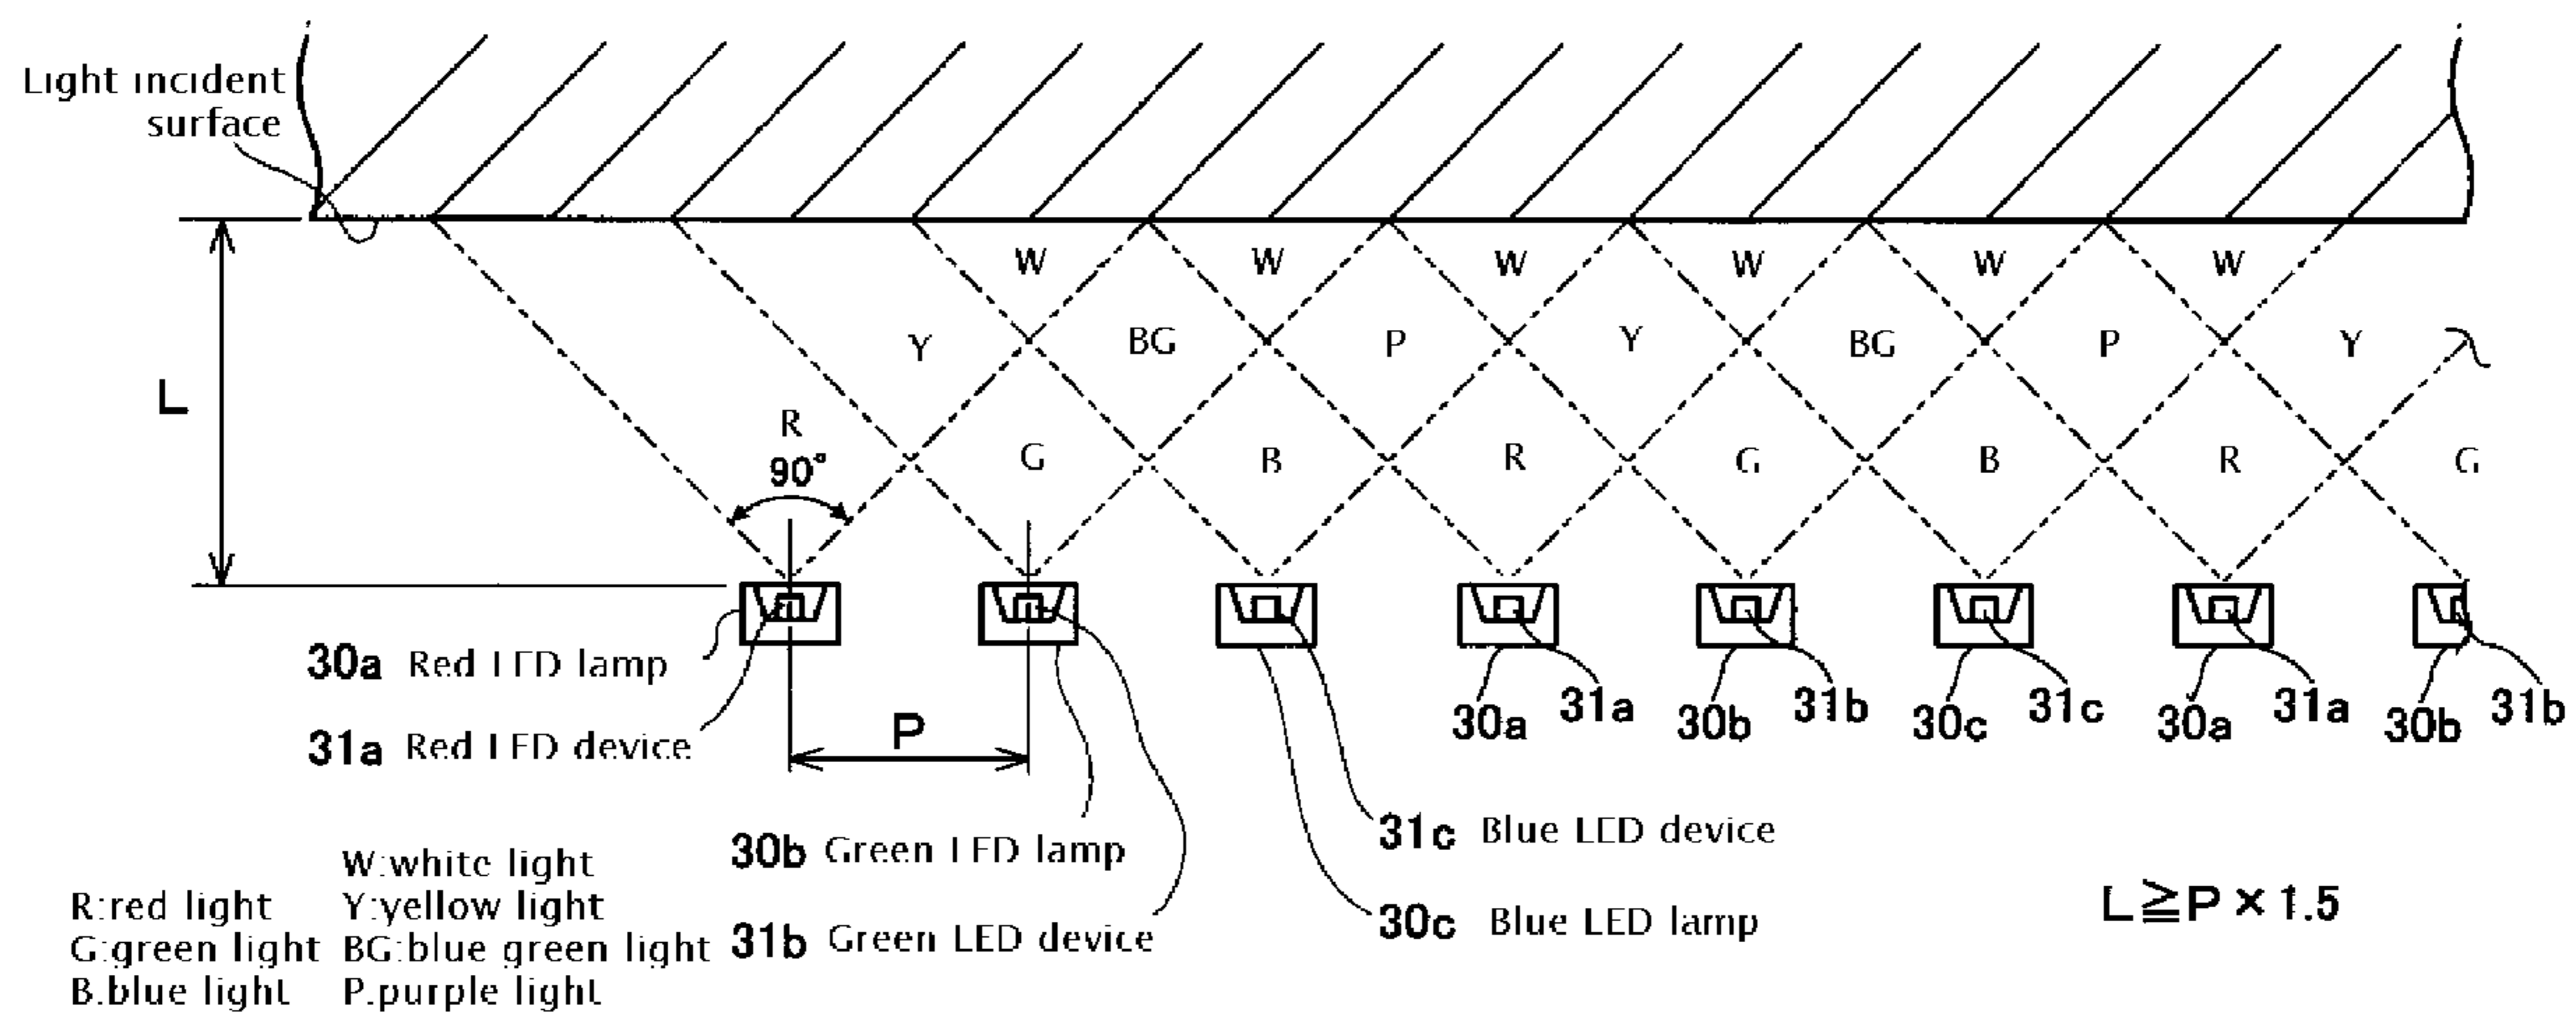 Light incident
surface
W W W W W W
Y BG P Y BG P Y
L
R
90°
G B R G B R G
30a Red LED lamp
31a Red LED device
P
30a 31a 30b 31b 30c 31c 30a 31a 30b 31b
30b Green LED lamp
31b Green LED device
31c Blue LED device
30c Blue LED lamp
L≧P×1.5
W:white light
R:red light Y:yellow light
G:green light BG:blue green light
B.blue light P.purple light